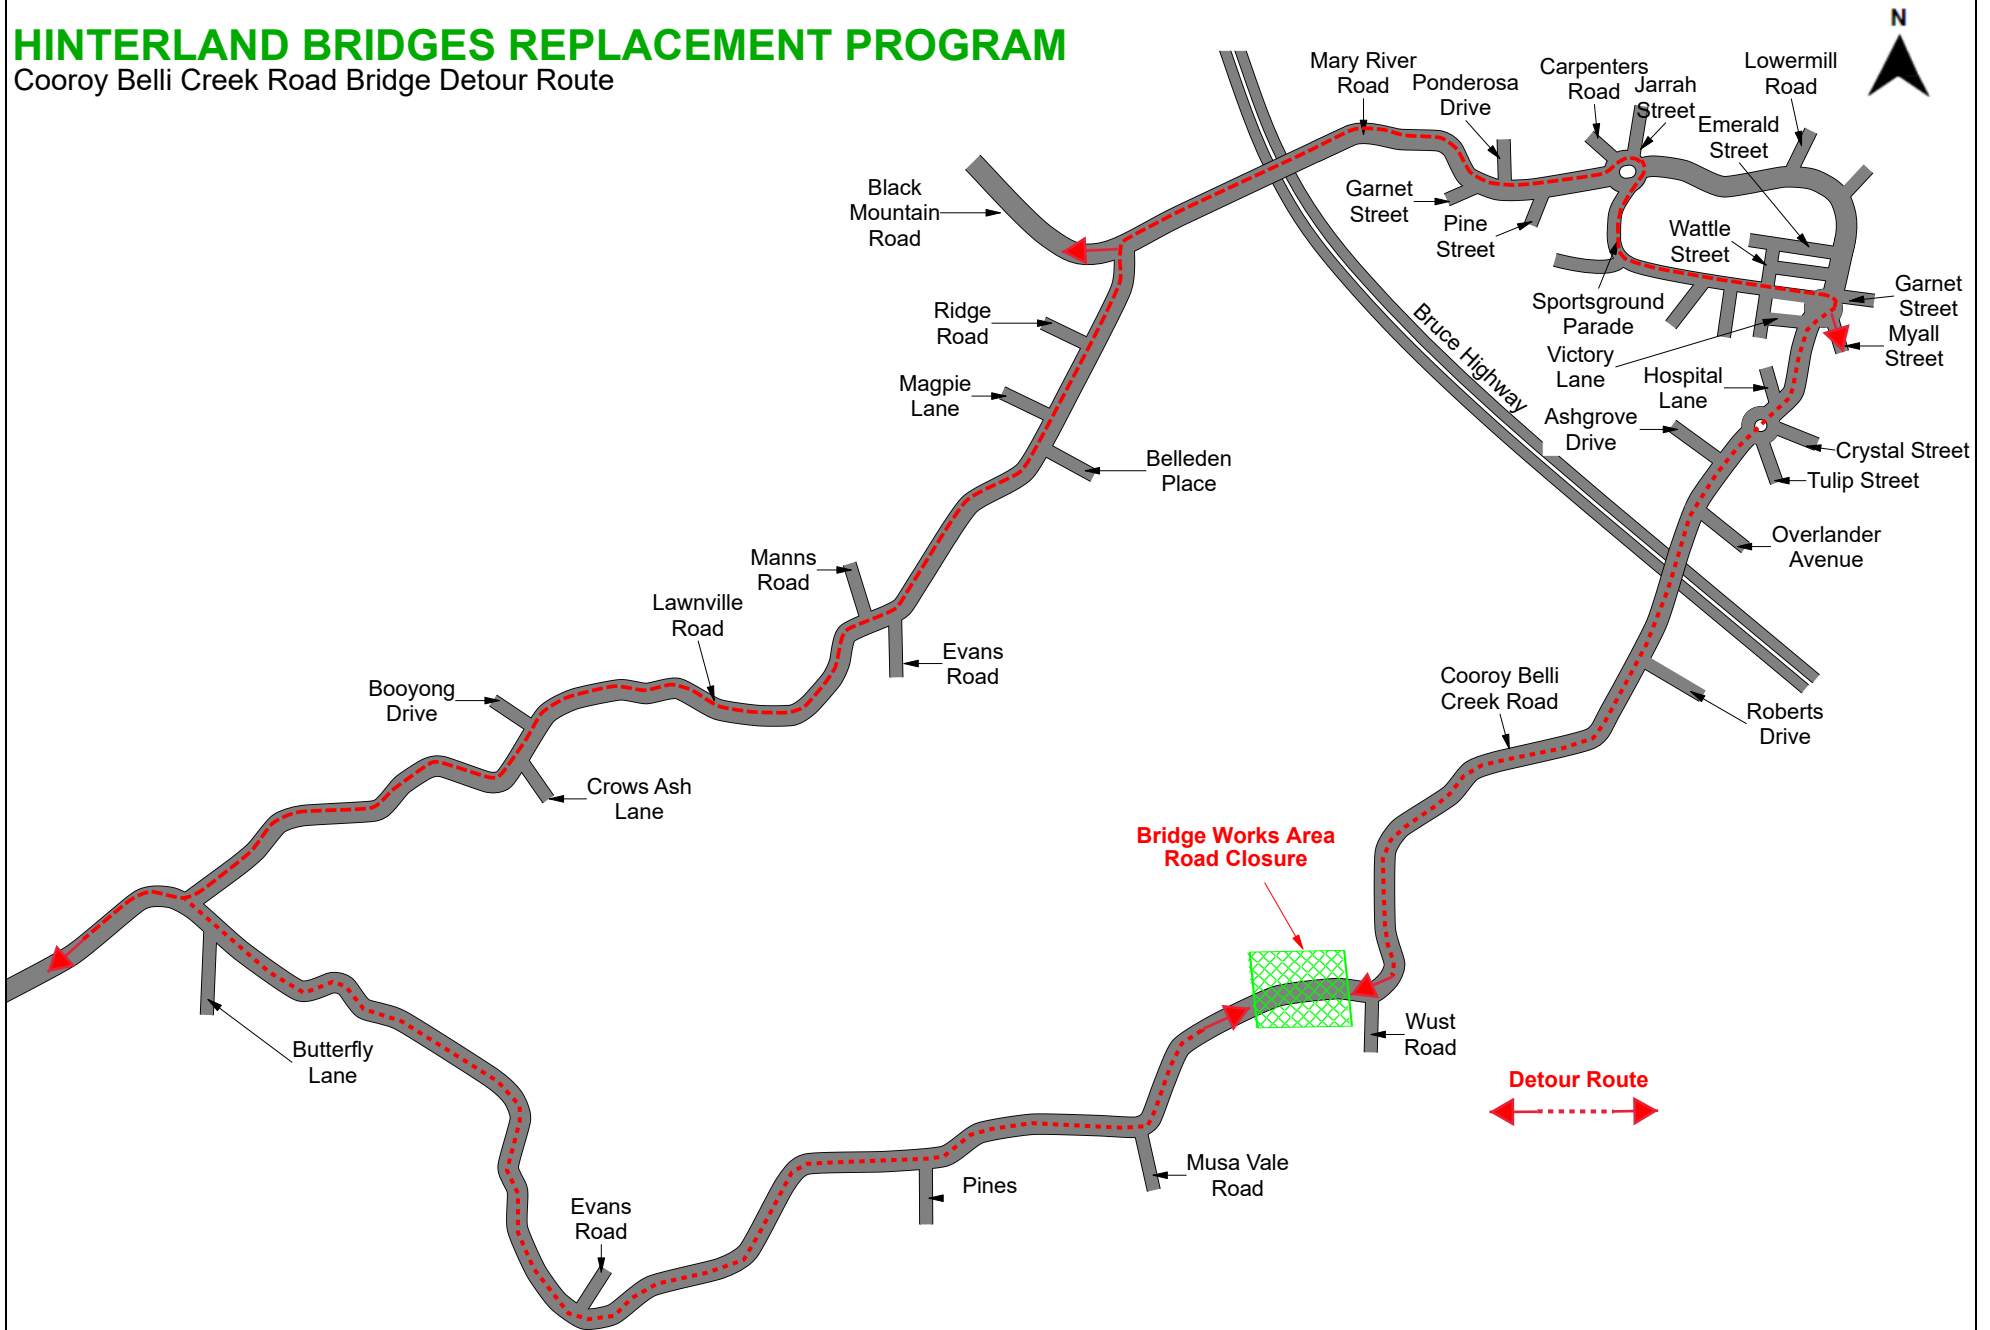 HINTERLAND BRIDGES REPLACEMENT PROGRAM
Cooroy Belli Creek Road Bridge Detour Route
N
Mary River
Road
Ponderosa
Drive
Carpenters
Road
Jarrah
Street
Lowermill
Road
Emerald
Street
Black
Mountain
Road
Garnet
Street
Pine
Street
Wattle
Street
Sportsground
Parade
Garnet
Street
Myall
Street
Victory
Lane
Ridge
Road
Bruce Highway
Hospital
Lane
Magpie
Lane
Ashgrove
Drive
Crystal Street
Tulip Street
Belleden
Place
Overlander
Avenue
Manns
Road
Lawnville
Road
Evans
Road
Booyong
Drive
Cooroy Belli
Creek Road
Roberts
Drive
Crows Ash
Lane
Bridge Works Area
Road Closure
Wust
Road
Butterfly
Lane
Detour Route
Musa Vale
Road
Pines
Evans
Road